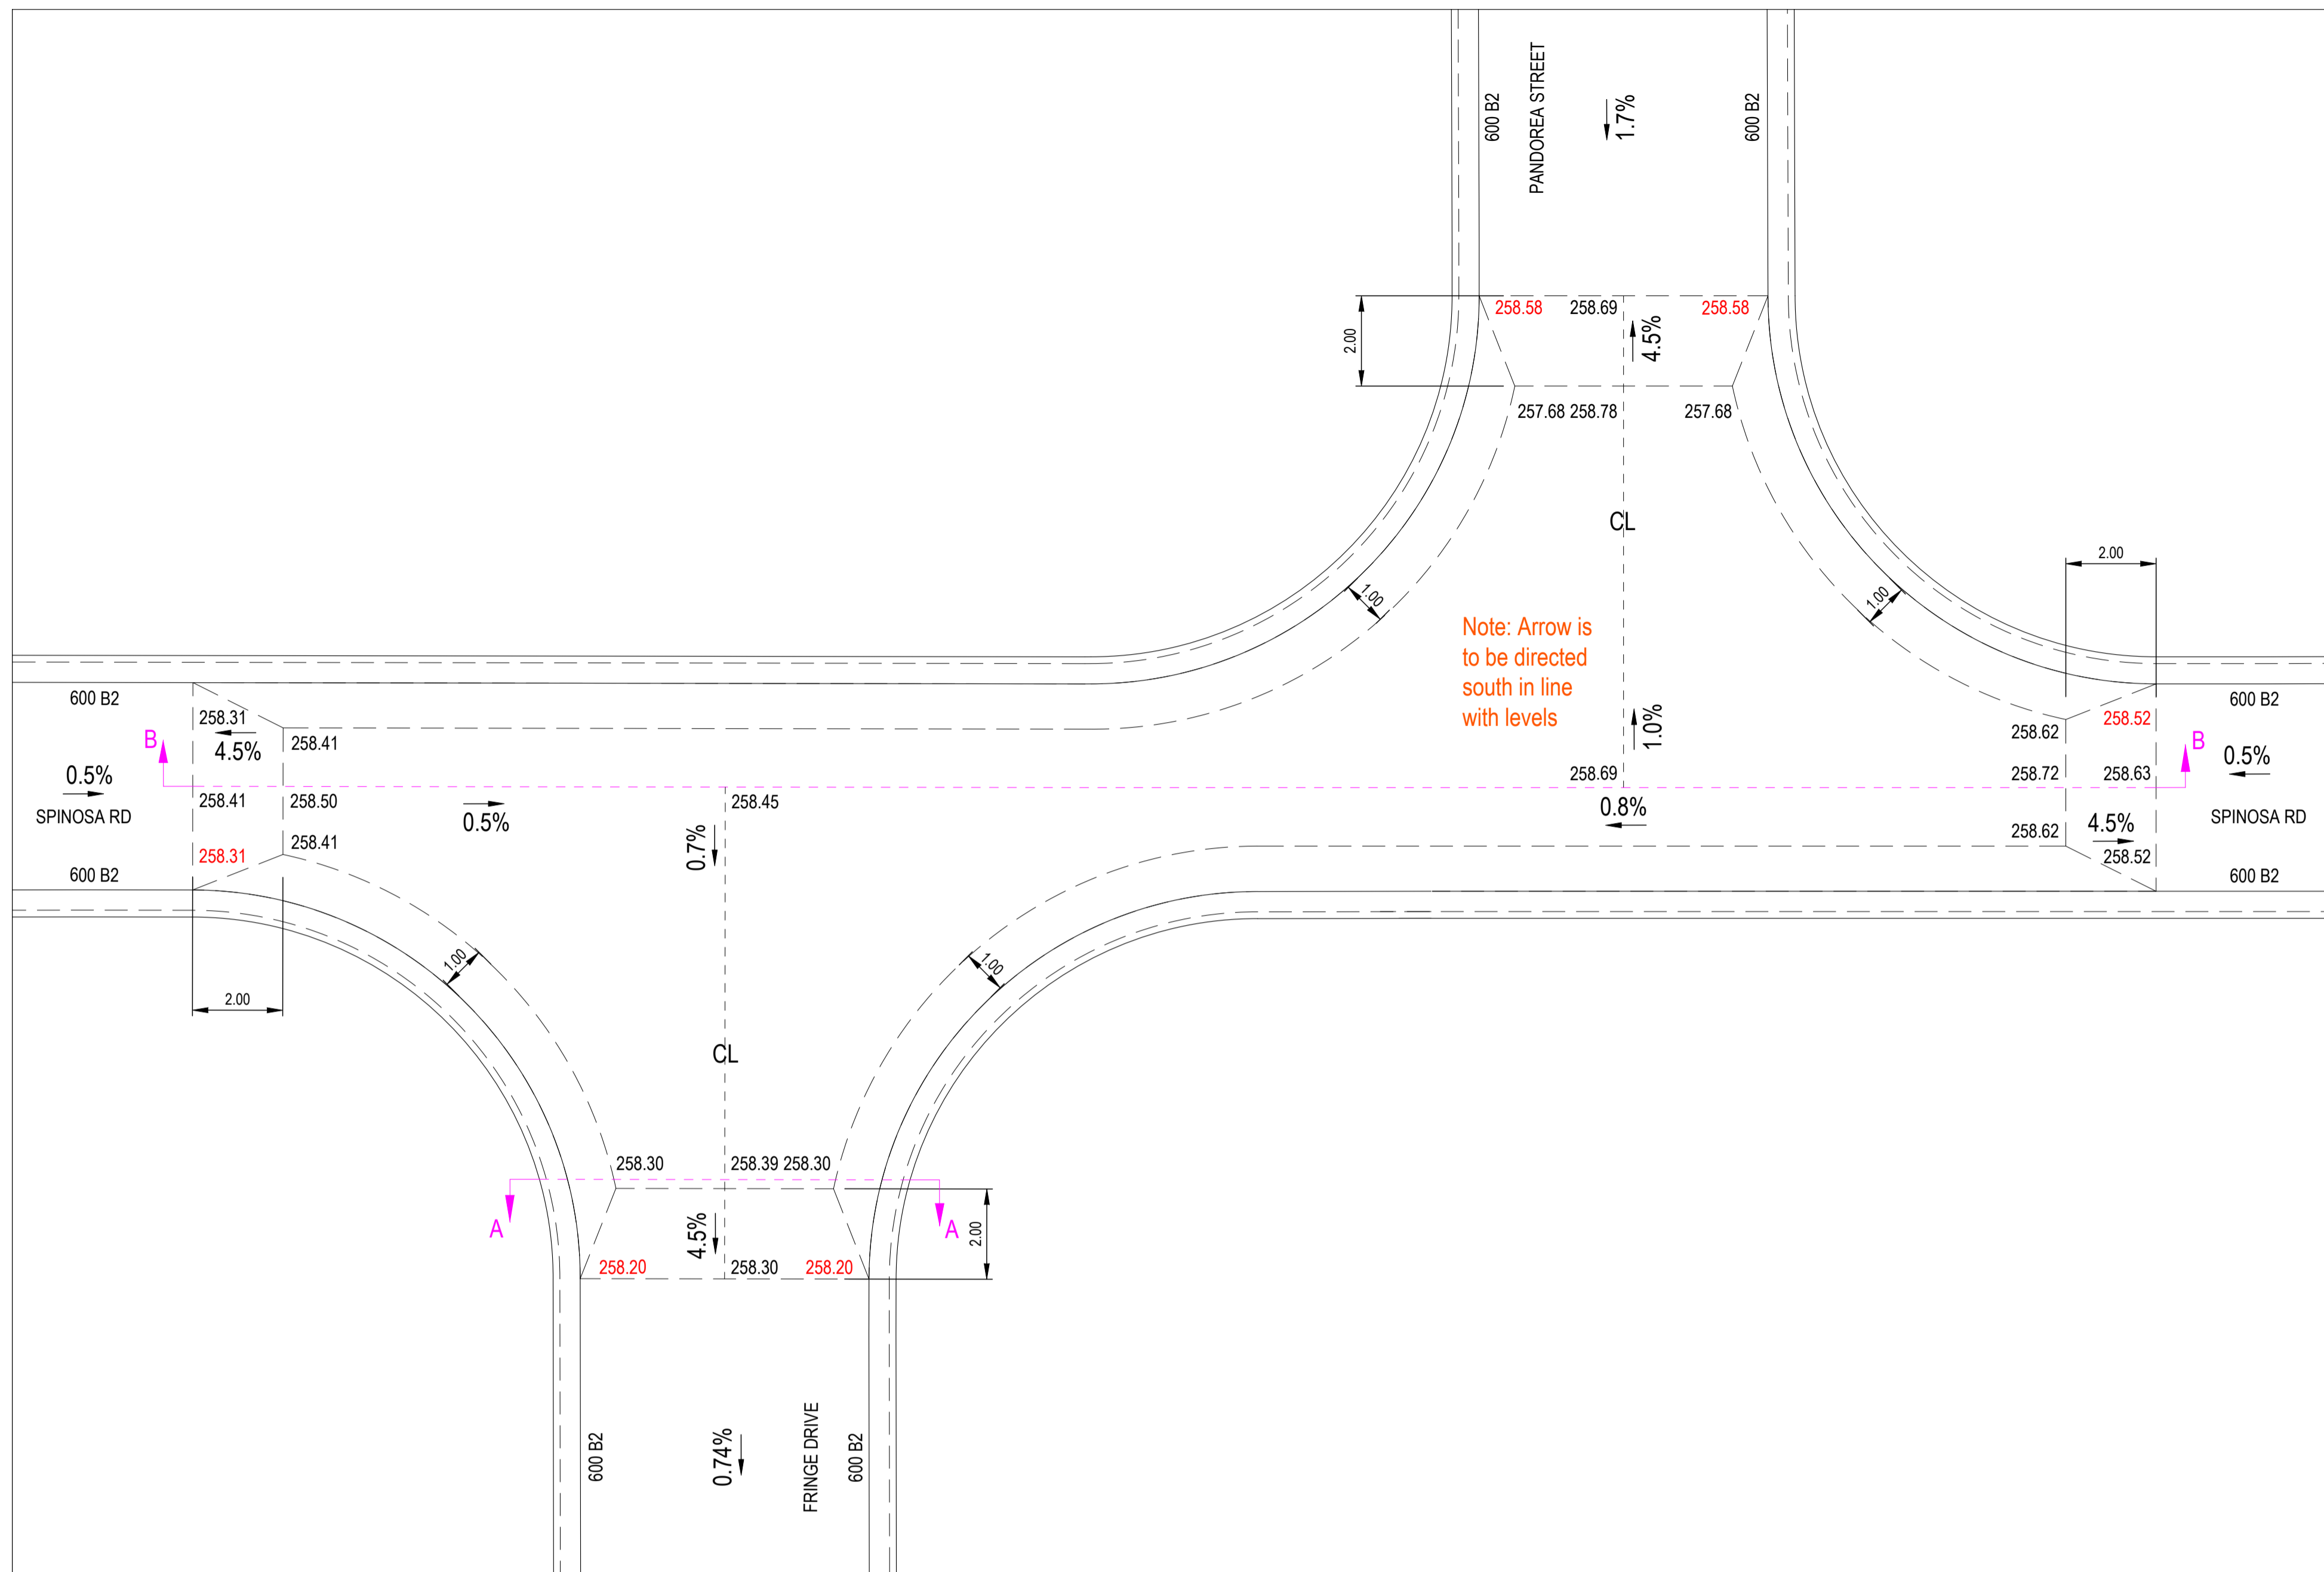 PANDOREA STREET
600 B2
1.7%
600 B2
258.58 258.69 258.58
2.00
4.5%
257.68 258.78 257.68
CL
2.00
1.00
1.00
Note: Arrow is
to be directed
south in line
with levels
600 B2
258.31
4.5%
B
258.41
0.5%
258.41 258.50
SPINOSA RD
0.5%
258.41
258.31
600 B2
258.45
0.7%
258.69
1.0%
0.8%
258.62 258.52
258.72 258.63
258.62
4.5%
258.52
600 B2
B
0.5%
SPINOSA RD
600 B2
2.00
1.00
1.00
CL
258.30 258.39 258.30
A
A
4.5%
2.00
258.20 258.30 258.20
600 B2
0.74%
FRINGE DRIVE
600 B2